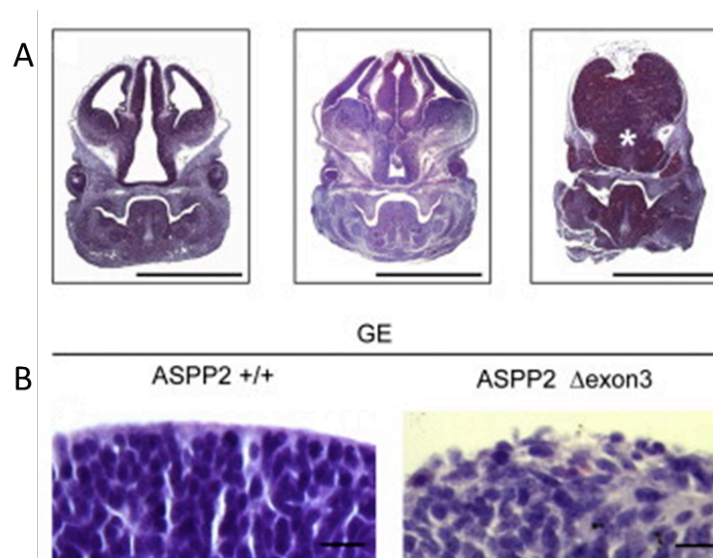 A
GE
B
ASPP2 +/+
ASPP2 Δexon3
*